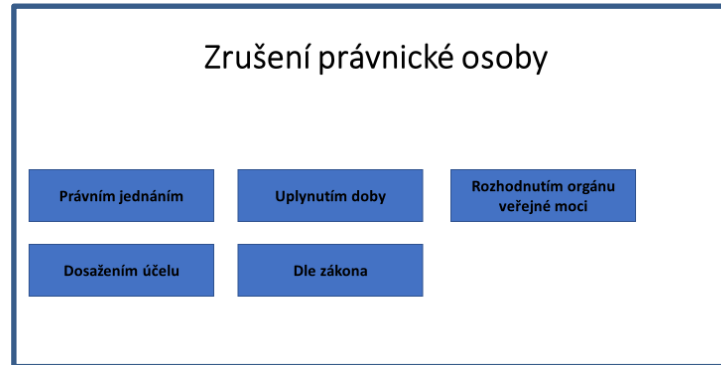 Zrušení právnické osoby
Právním jednáním
Uplynutím doby
Rozhodnutím orgánu
veřejné moci
Dosažením účelu
Dle zákona